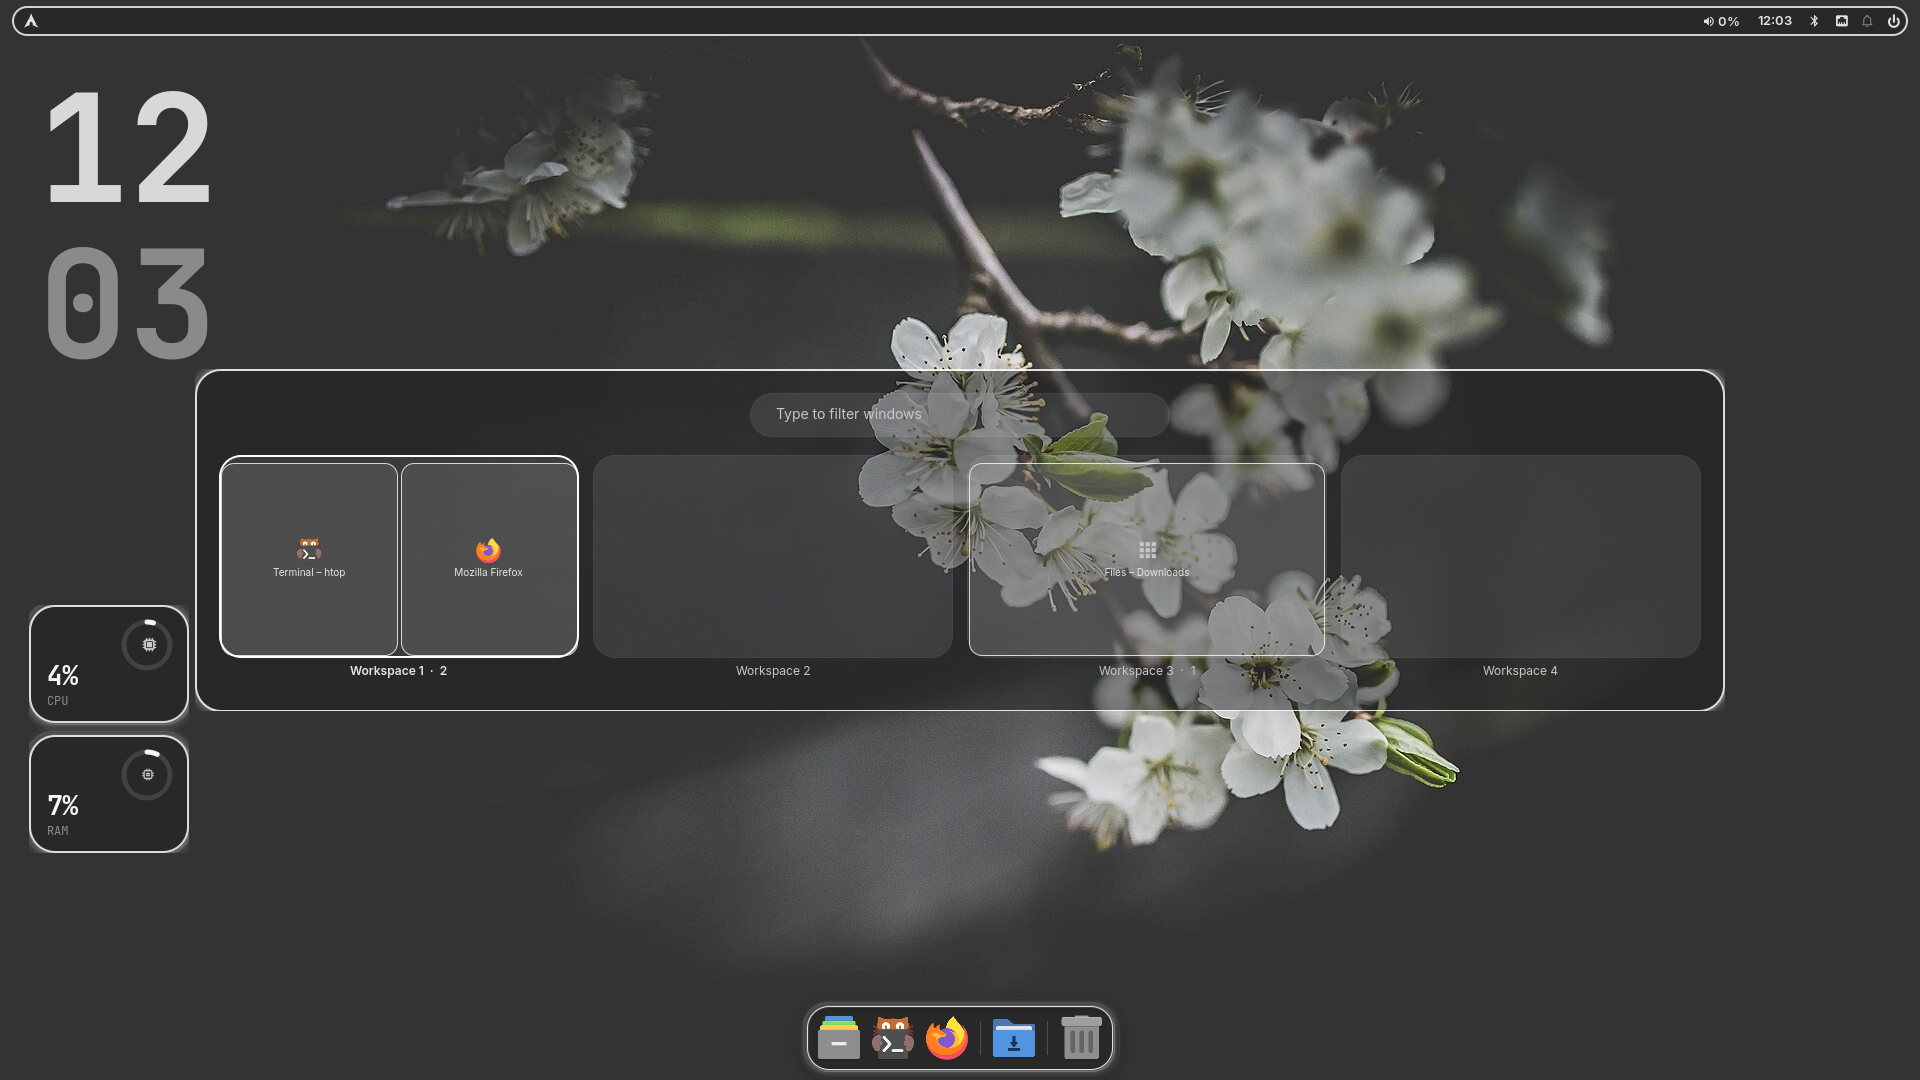 0%
12:03
12
03
Type to filter windows
Terminal – htop
Mozilla Firefox
Files – Downloads
Workspace 1 · 2
Workspace 2
Workspace 3 · 1
Workspace 4
4%
CPU
7%
RAM